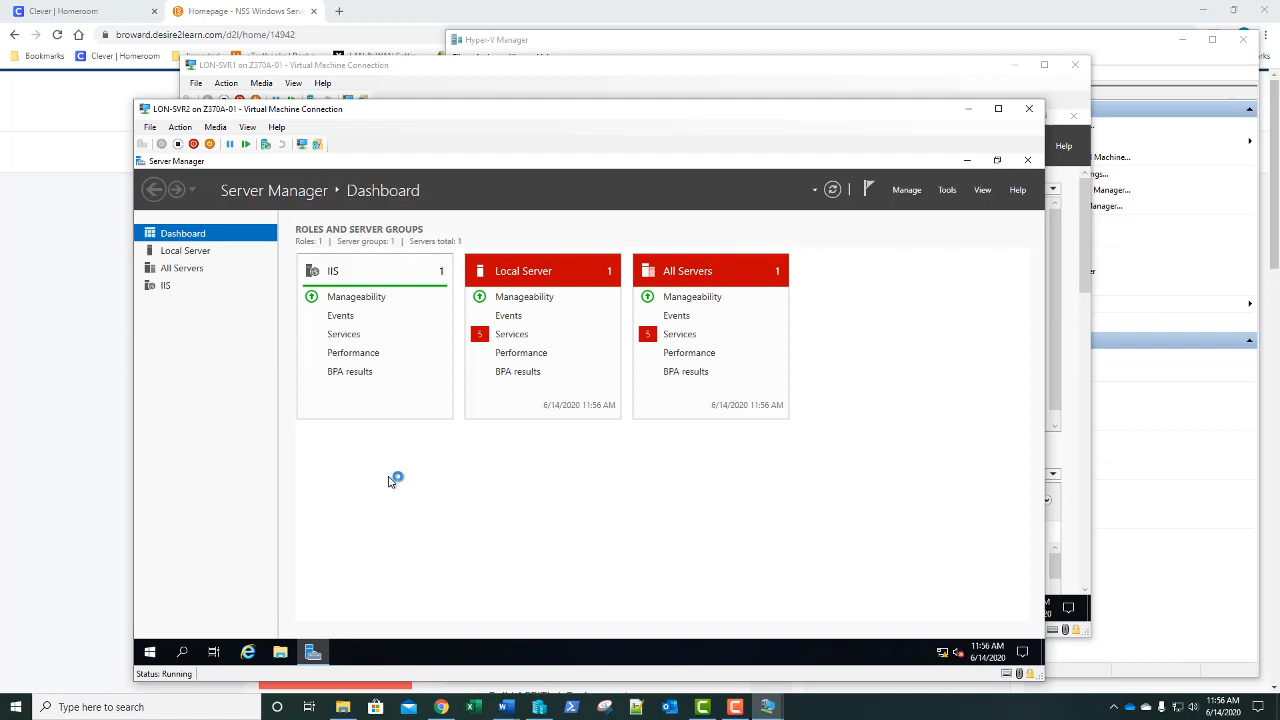 Clever | Homeroom
Homepage - NSS Windows Serv
Hyper-V Manager
broward.desire2learn.com/d2l/home/14942
Bookmarks
Clever | Homeroom
LON-SVR1 on Z370A-01 - Virtual Machine Connection
File Action Media View Help
LON-SVR2 on Z370A-01 - Virtual Machine Connection
File Action Media View Help
Help
Machine...
ngs...
Manager...
Manager...
Server Manager
Server Manager ‣ Dashboard
Manage Tools View Help
Dashboard
Local Server
All Servers
IIS
ROLES AND SERVER GROUPS
Roles: 1 | Server groups: 1 | Servers total: 1
IIS 1
Manageability
Events
Services
Performance
BPA results
Local Server 1
Manageability
Events
5 Services
Performance
BPA results
6/14/2020 11:56 AM
All Servers 1
Manageability
Events
5 Services
Performance
BPA results
6/14/2020 11:56 AM
11:56 AM
6/14/2020
Status: Running
Type here to search
11:56 AM
6/14/2020